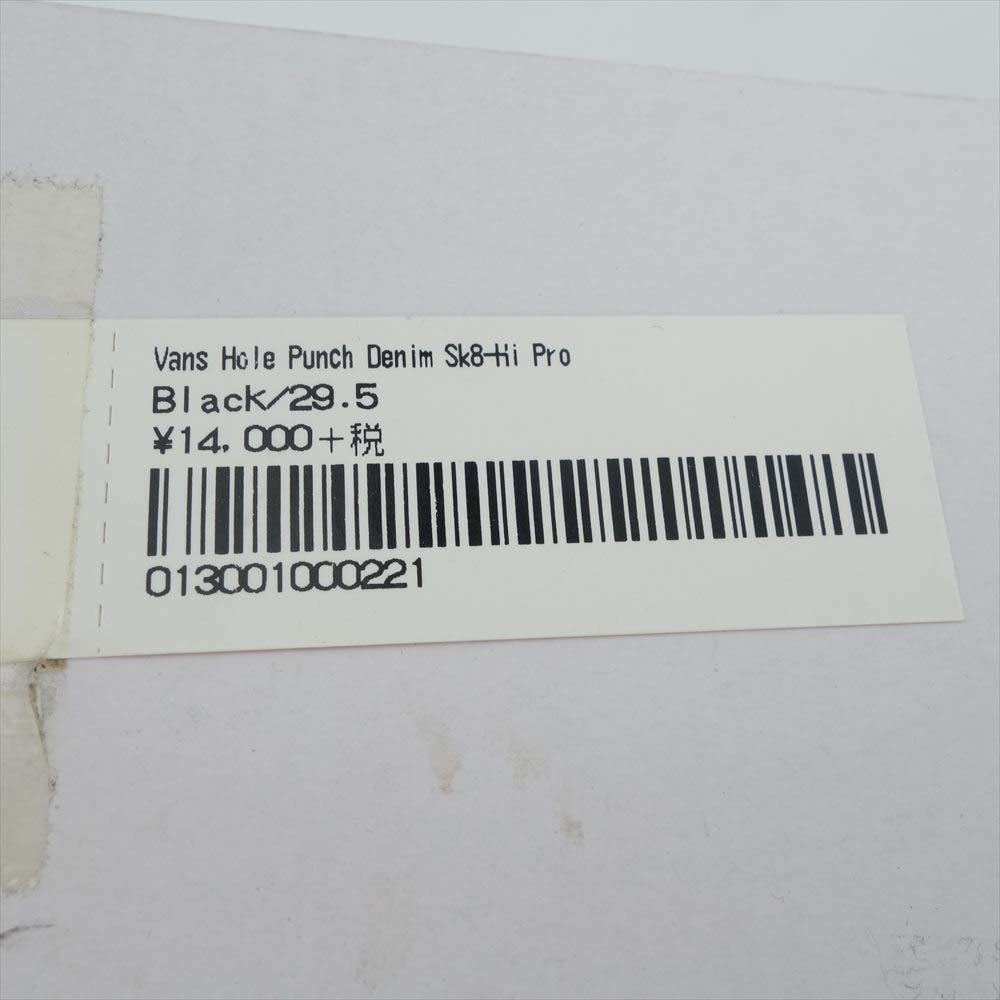 Vans Hole Punch Denim Sk8-Hi Pro
Black/29.5
¥14,000+税
013001000221